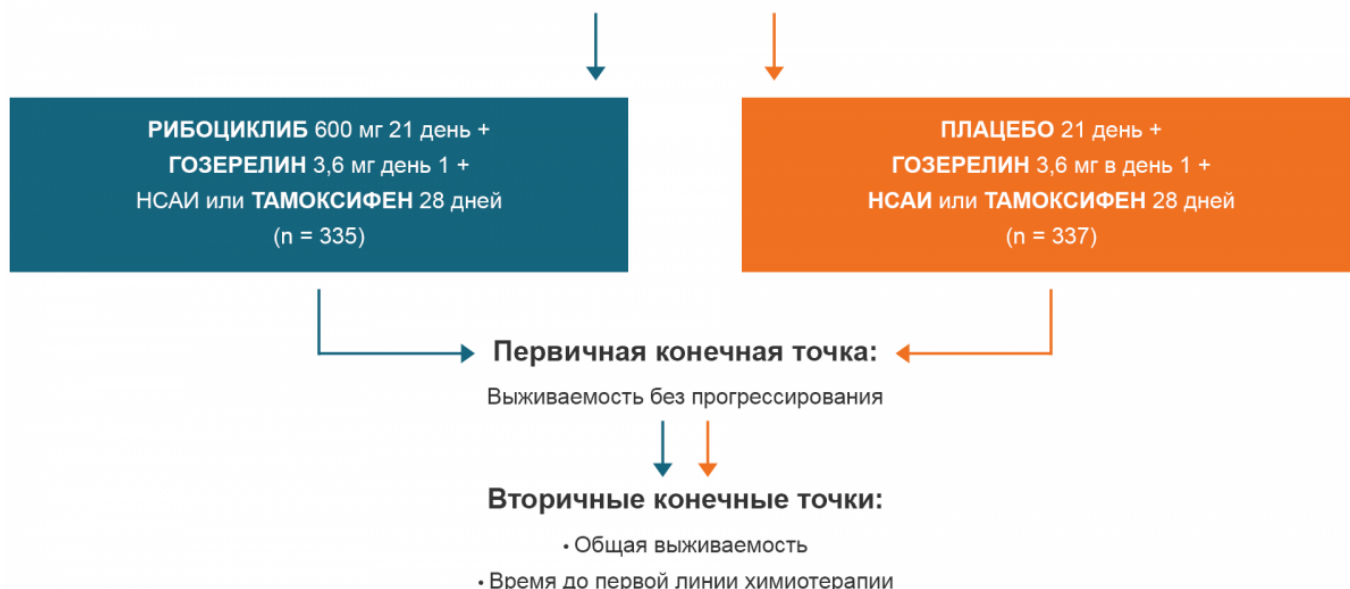 РИБОЦИКЛИБ 600 мг 21 день +
ГОЗЕРЕЛИН 3,6 мг день 1 +
НСАИ или ТАМОКСИФЕН 28 дней
(n = 335)
ПЛАЦЕБО 21 день +
ГОЗЕРЕЛИН 3,6 мг в день 1 +
НСАИ или ТАМОКСИФЕН 28 дней
(n = 337)
Первичная конечная точка:
Выживаемость без прогрессирования
Вторичные конечные точки:
• Общая выживаемость
• Время до первой линии химиотерапии